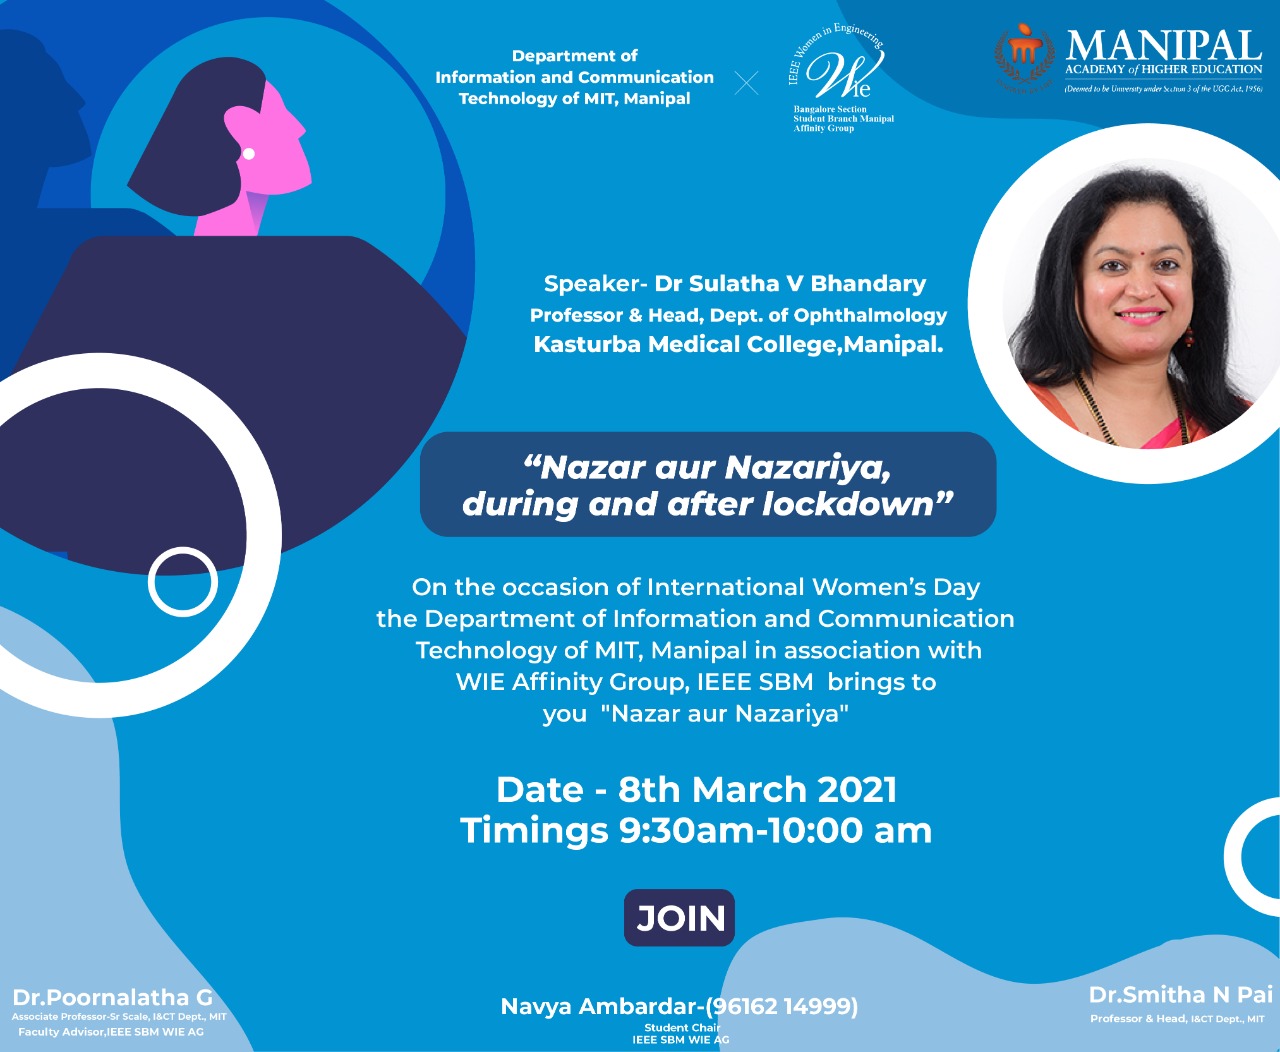 Department of
Information and Communication
Technology of MIT, Manipal
IEEE Women in Engineering
Wie
Bangalore Section
Student Branch Manipal
Affinity Group
MANIPAL
ACADEMY of HIGHER EDUCATION
(Deemed to be University under Section 3 of the UGC Act, 1956)
Speaker- Dr Sulatha V Bhandary
Professor & Head, Dept. of Ophthalmology
Kasturba Medical College,Manipal.
“Nazar aur Nazariya,
during and after lockdown”
On the occasion of International Women’s Day
the Department of Information and Communication
Technology of MIT, Manipal in association with
WIE Affinity Group, IEEE SBM brings to
you "Nazar aur Nazariya"
Date - 8th March 2021
Timings 9:30am-10:00 am
JOIN
Dr.Poornalatha G
Associate Professor-Sr Scale, I&CT Dept., MIT
Faculty Advisor,IEEE SBM WIE AG
Navya Ambardar-(96162 14999)
Student Chair
IEEE SBM WIE AG
Dr.Smitha N Pai
Professor & Head, I&CT Dept., MIT